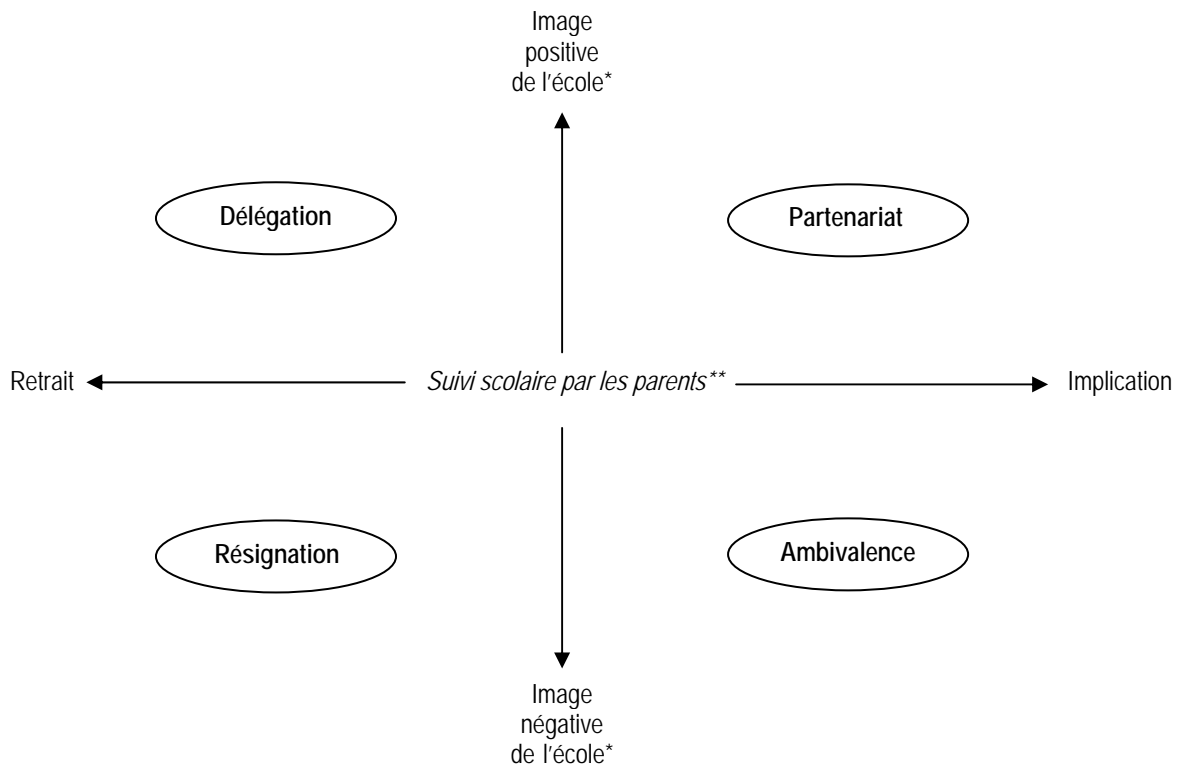 Image
positive
de l'école*
Délégation
Partenariat
Retrait
Suivi scolaire par les parents**
Implication
Résignation
Ambivalence
Image
négative
de l'école*